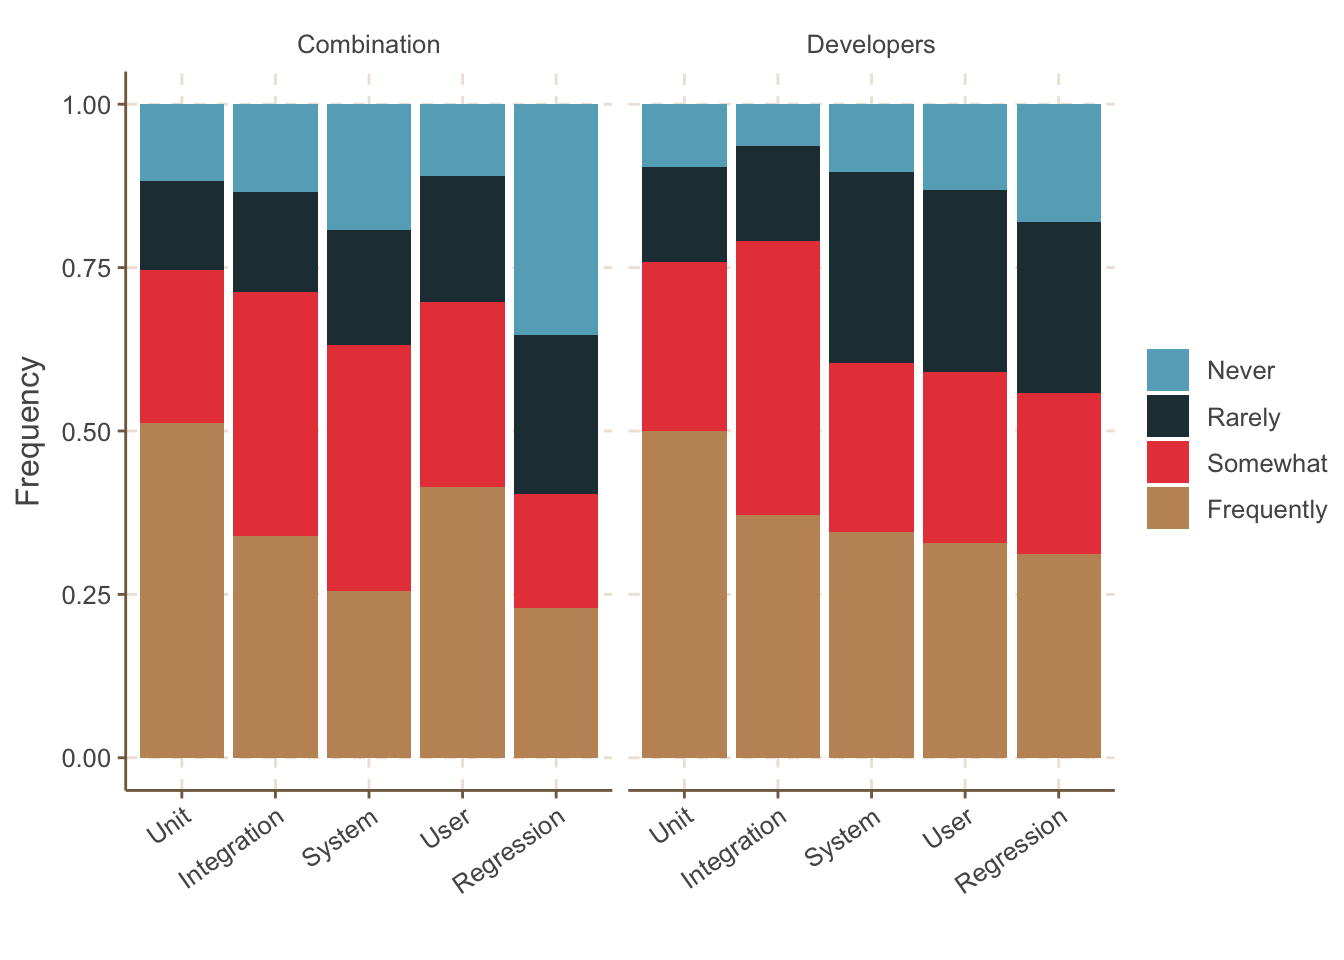 Combination
Developers
Frequency
1.00
0.75
0.50
0.25
0.00
Unit
Integration
System
User
Regression
Unit
Integration
System
User
Regression
Never
Rarely
Somewhat
Frequently